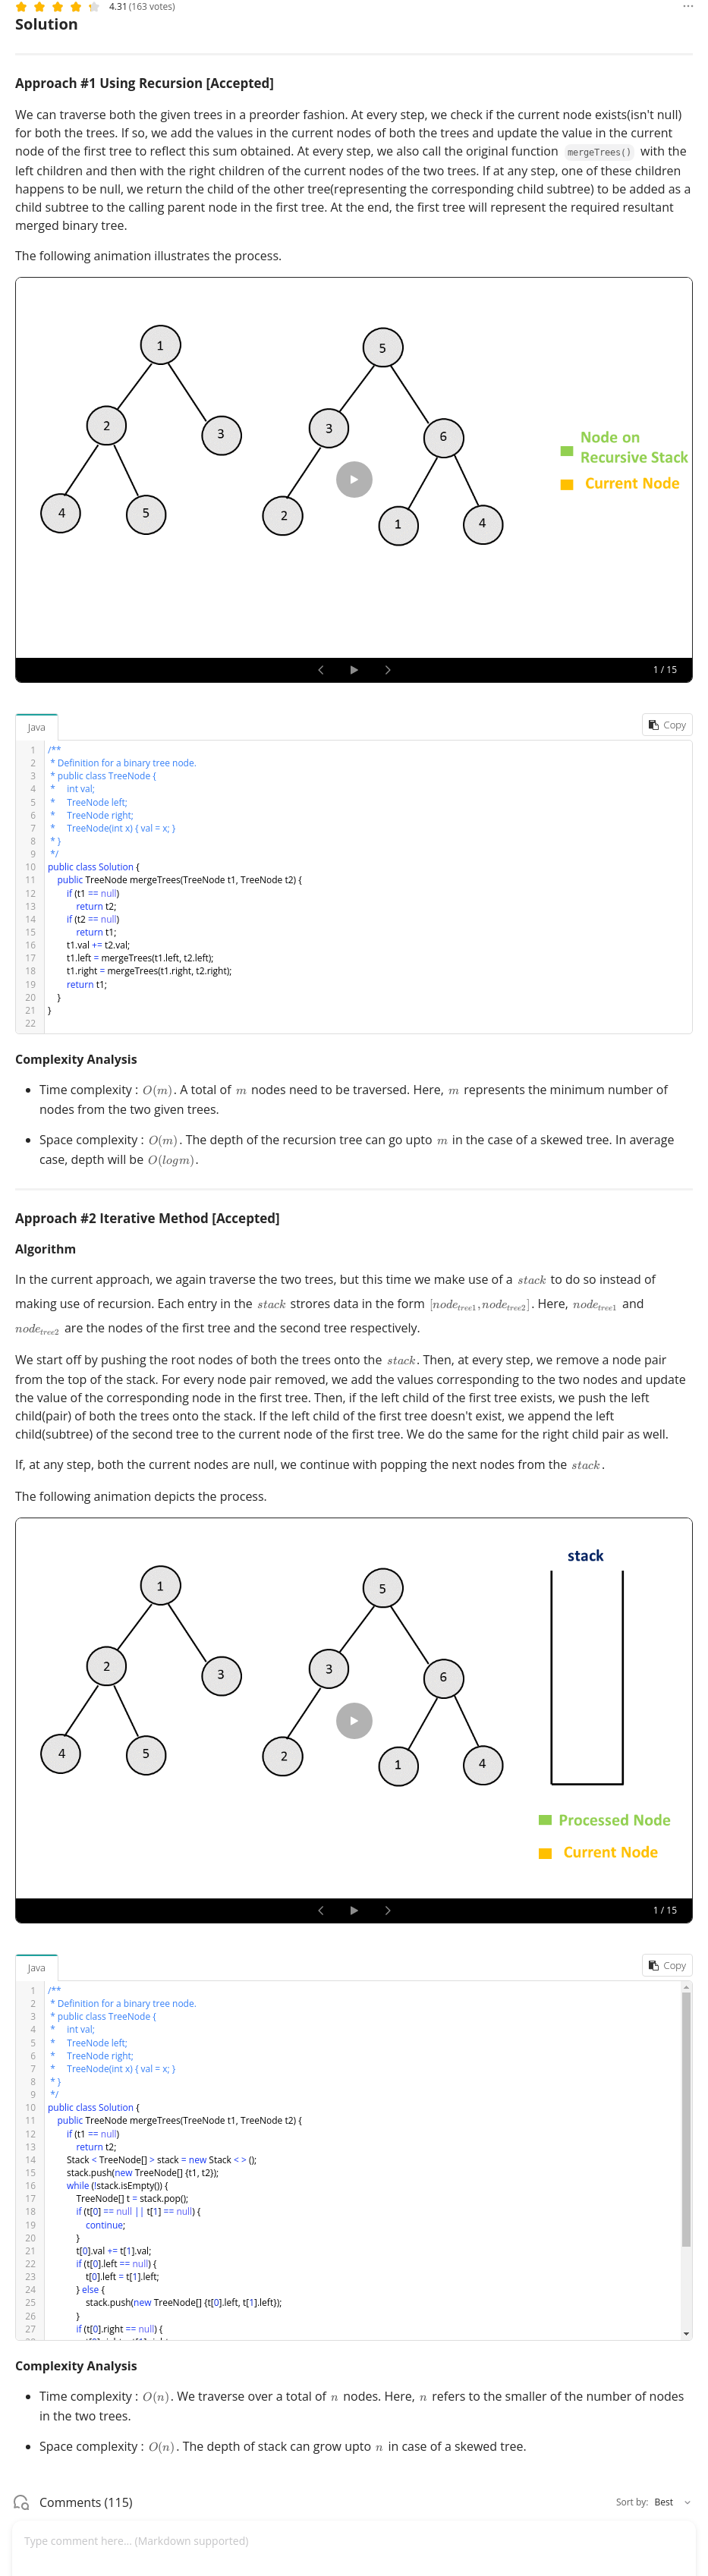 4.31 (163 votes)
Solution
Approach #1 Using Recursion [Accepted]
We can traverse both the given trees in a preorder fashion. At every step, we check if the current node exists(isn't null)
for both the trees. If so, we add the values in the current nodes of both the trees and update the value in the current
node of the first tree to reflect this sum obtained. At every step, we also call the original function mergeTrees() with the
left children and then with the right children of the current nodes of the two trees. If at any step, one of these children
happens to be null, we return the child of the other tree(representing the corresponding child subtree) to be added as a
child subtree to the calling parent node in the first tree. At the end, the first tree will represent the required resultant
merged binary tree.
The following animation illustrates the process.
1
5
2
3
3
6
4
5
2
1
4
Node on
Recursive Stack
Current Node
1 / 15
Java
Copy
1 /**
2 * Definition for a binary tree node.
3 * public class TreeNode {
4 * int val;
5 * TreeNode left;
6 * TreeNode right;
7 * TreeNode(int x) { val = x; }
8 * }
9 */
10 public class Solution {
11 public TreeNode mergeTrees(TreeNode t1, TreeNode t2) {
12 if (t1 == null)
13 return t2;
14 if (t2 == null)
15 return t1;
16 t1.val += t2.val;
17 t1.left = mergeTrees(t1.left, t2.left);
18 t1.right = mergeTrees(t1.right, t2.right);
19 return t1;
20 }
21 }
22
Complexity Analysis
• Time complexity : O(m). A total of m nodes need to be traversed. Here, m represents the minimum number of
nodes from the two given trees.
• Space complexity : O(m). The depth of the recursion tree can go upto m in the case of a skewed tree. In average
case, depth will be O(logm).
Approach #2 Iterative Method [Accepted]
Algorithm
In the current approach, we again traverse the two trees, but this time we make use of a stack to do so instead of
making use of recursion. Each entry in the stack strores data in the form [node_tree1, node_tree2]. Here, node_tree1 and
node_tree2 are the nodes of the first tree and the second tree respectively.
We start off by pushing the root nodes of both the trees onto the stack. Then, at every step, we remove a node pair
from the top of the stack. For every node pair removed, we add the values corresponding to the two nodes and update
the value of the corresponding node in the first tree. Then, if the left child of the first tree exists, we push the left
child(pair) of both the trees onto the stack. If the left child of the first tree doesn't exist, we append the left
child(subtree) of the second tree to the current node of the first tree. We do the same for the right child pair as well.
If, at any step, both the current nodes are null, we continue with popping the next nodes from the stack.
The following animation depicts the process.
stack
1
5
2
3
3
6
4
5
2
1
4
Processed Node
Current Node
1 / 15
Java
Copy
1 /**
2 * Definition for a binary tree node.
3 * public class TreeNode {
4 * int val;
5 * TreeNode left;
6 * TreeNode right;
7 * TreeNode(int x) { val = x; }
8 * }
9 */
10 public class Solution {
11 public TreeNode mergeTrees(TreeNode t1, TreeNode t2) {
12 if (t1 == null)
13 return t2;
14 Stack < TreeNode[] > stack = new Stack < > ();
15 stack.push(new TreeNode[] {t1, t2});
16 while (!stack.isEmpty()) {
17 TreeNode[] t = stack.pop();
18 if (t[0] == null || t[1] == null) {
19 continue;
20 }
21 t[0].val += t[1].val;
22 if (t[0].left == null) {
23 t[0].left = t[1].left;
24 } else {
25 stack.push(new TreeNode[] {t[0].left, t[1].left});
26 }
27 if (t[0].right == null) {
Complexity Analysis
• Time complexity : O(n). We traverse over a total of n nodes. Here, n refers to the smaller of the number of nodes
in the two trees.
• Space complexity : O(n). The depth of stack can grow upto n in case of a skewed tree.
Comments (115)
Sort by: Best
Type comment here... (Markdown supported)